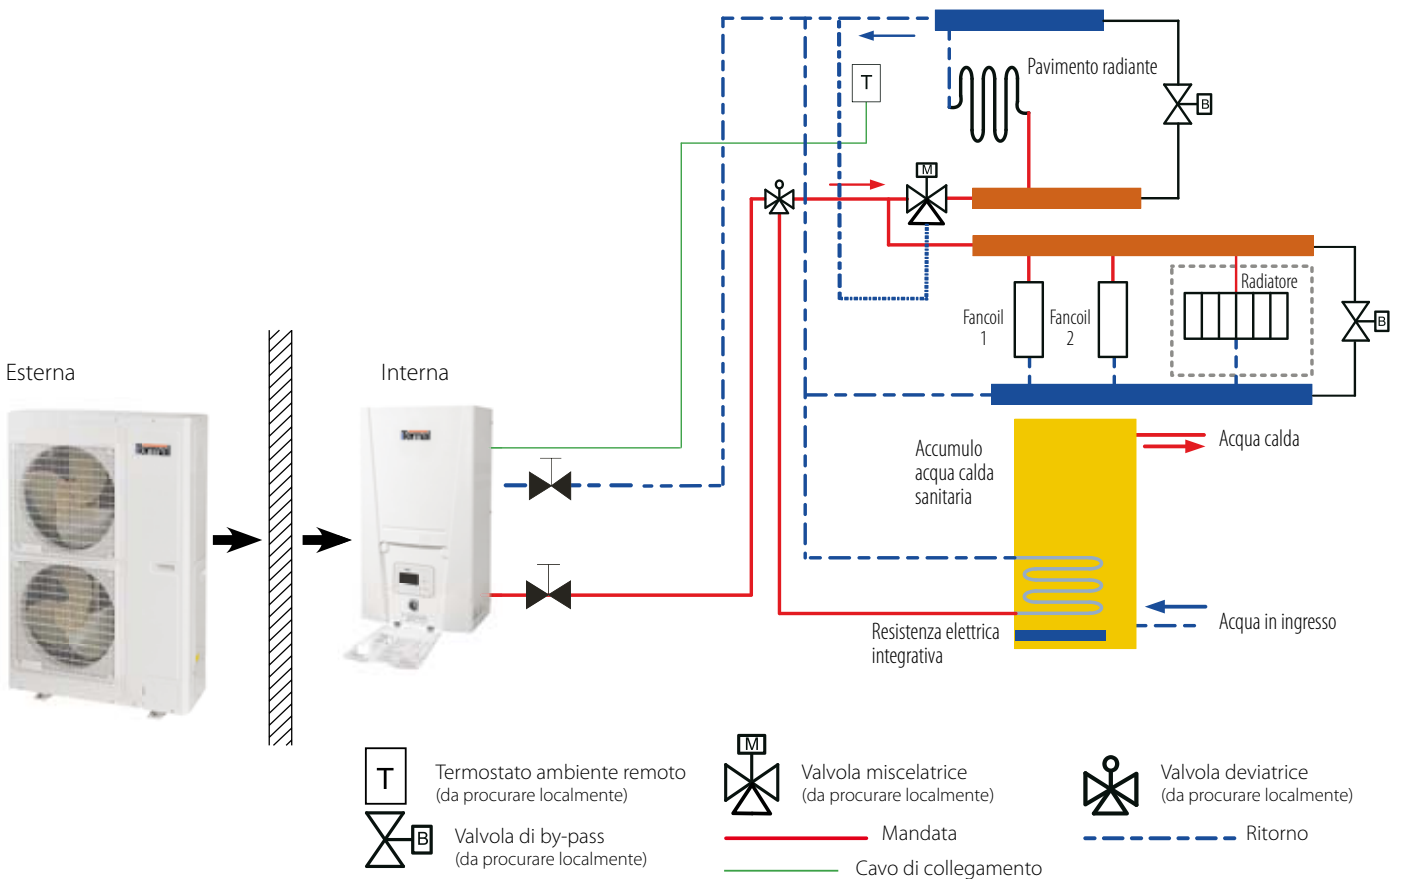 Pavimento radiante
T
B
M
Radiatore
Fancoil
1
Fancoil
2
B
Esterna
Interna
Accumulo
acqua calda
sanitaria
Acqua calda
Resistenza elettrica
integrativa
Acqua in ingresso
T
Termostato ambiente remoto
(da procurare localmente)
M
Valvola miscelatrice
(da procurare localmente)
Valvola deviatrice
(da procurare localmente)
B
Valvola di by-pass
(da procurare localmente)
Mandata
Ritorno
Cavo di collegamento